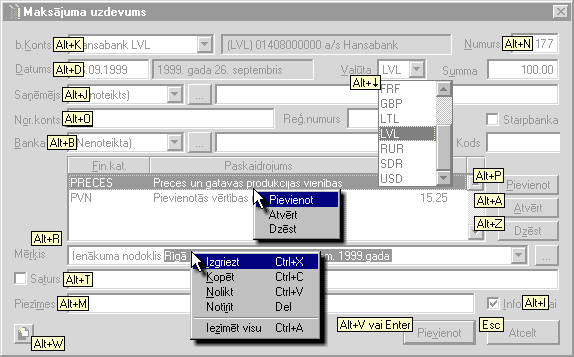 Maksājuma uzdevums
b.Konts Alt+K ansabank LVL (LVL) 01408000000 a/s Hansabank Numurs Alt+N 177
Datums Alt+D .09.1999 1999. gada 26. septembris Valūta LVL Summa 100.00
Alt+↓
Saņēmējs Alt+J enoteikts) ... FRF
GBP
Nor.konts Alt+O Reģ.numurs LTL Starpbanka
Banka Alt+B (Nenoteikta) ... LVL Kods
RUR
SDR
USD
Fin.kat. Paskaidrojums
PRECES Preces un gatavās produkcijas vienības Alt+P Pievienot
PVN Pievienotās vērtības 15.25 Alt+A Atvērt
Alt+Z Dzēst
Pievienot
Atvērt
Dzēst
Alt+R
Mērķis Ienākuma nodoklis Rīgā m. 1999.gada ...
Izgriezt Ctrl+X
Kopēt Ctrl+C
Nolikt Ctrl+V
Notīrīt Del
Iezīmēt visu Ctrl+A
Saturs Alt+T
Piezīmes Alt+M Info Alt+I ai
Alt+W
Alt+V vai Enter Pievienot Esc Atcelt